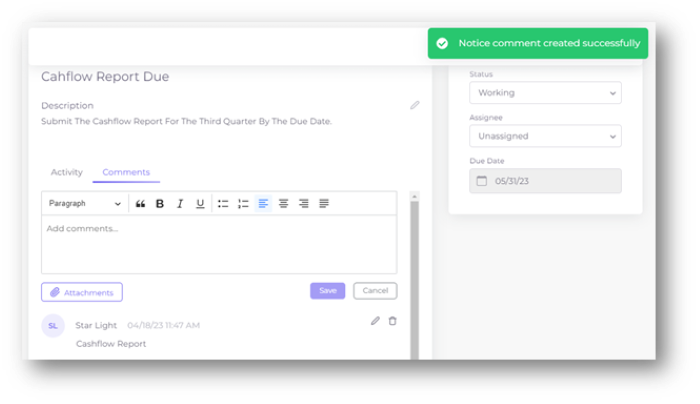 Notice comment created successfully
Cahflow Report Due
Description
Submit The Cashflow Report For The Third Quarter By The Due Date.
Activity Comments
Paragraph B I U
Add comments...
Attachments Save Cancel
SL Star Light 04/18/23 11:47 AM
Cashflow Report
Status
Working
Assignee
Unassigned
Due Date
05/31/23